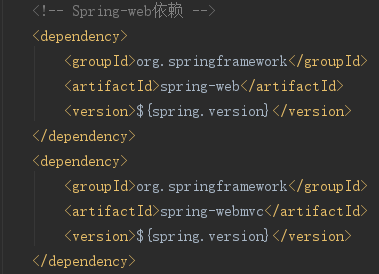 <!-- Spring-web依赖 -->
<dependency>
<groupId>org.springframework</groupId>
<artifactId>spring-web</artifactId>
<version>${spring.version}</version>
</dependency>
<dependency>
<groupId>org.springframework</groupId>
<artifactId>spring-webmvc</artifactId>
<version>${spring.version}</version>
</dependency>